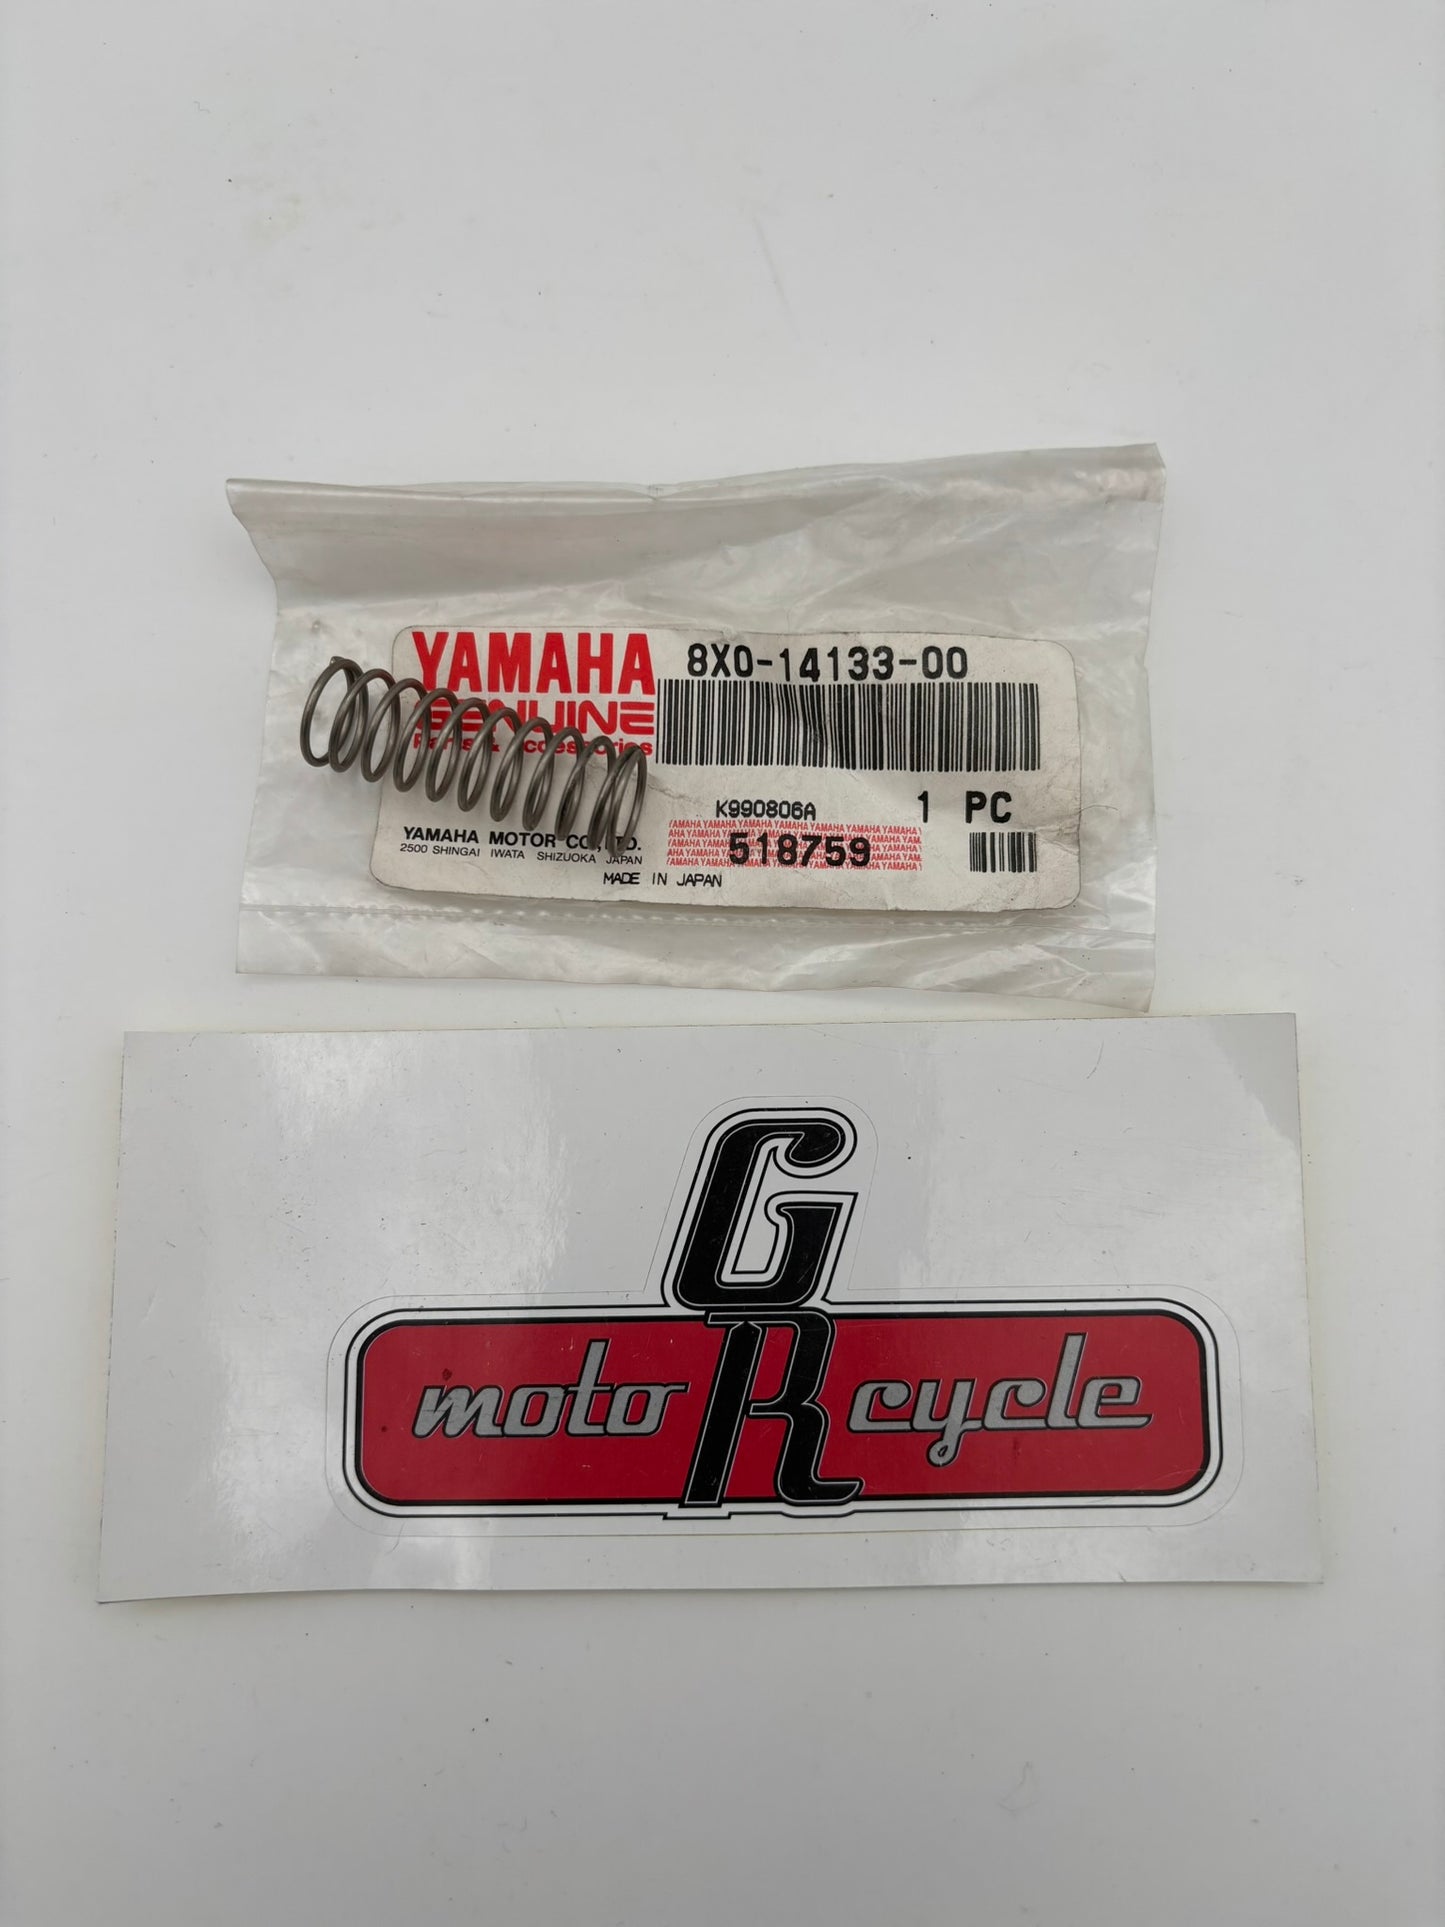 YAMAHA
GENUINE
Parts & Accessories
8X0-14133-00
K990806A
1 PC
518759
YAMAHA MOTOR CO., LTD.
2500 SHINGAI IWATA SHIZUOKA JAPAN
MADE IN JAPAN
GR
moto cycle